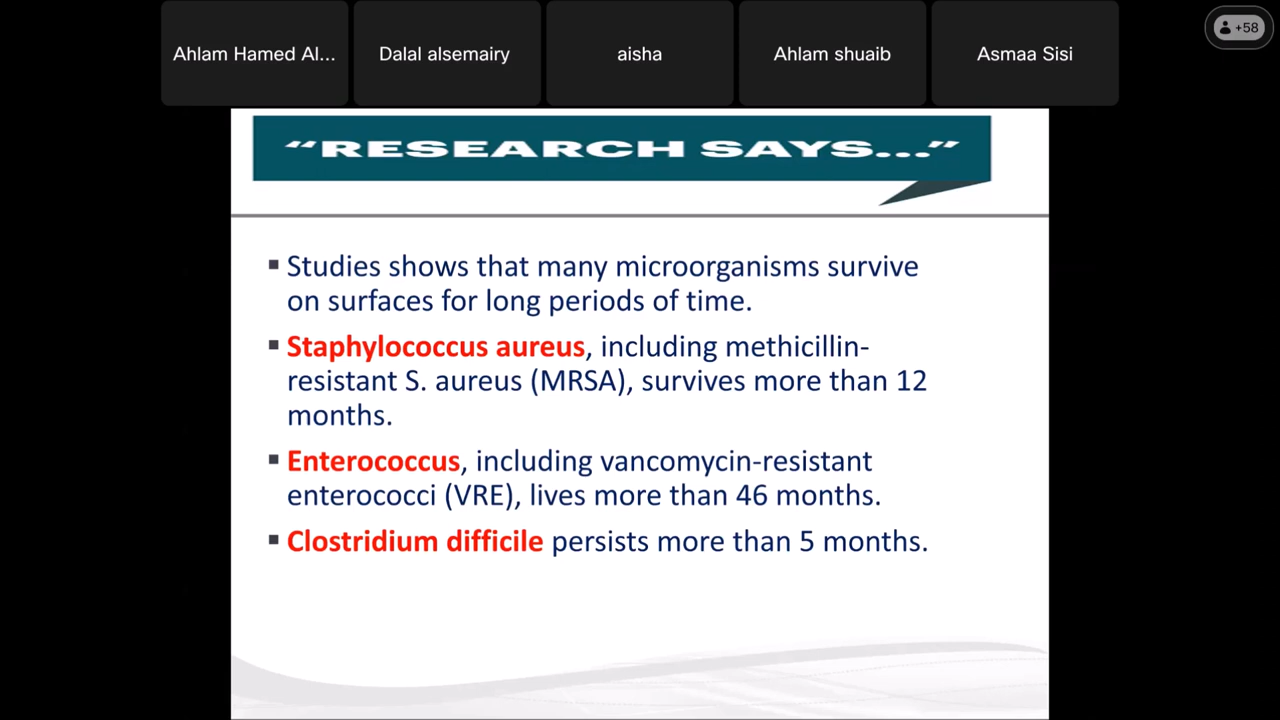 Ahlam Hamed Al...
Dalal alsemairy
aisha
Ahlam shuaib
Asmaa Sisi
+58
“RESEARCH SAYS...”
▪ Studies shows that many microorganisms survive
on surfaces for long periods of time.
▪ Staphylococcus aureus, including methicillin-
resistant S. aureus (MRSA), survives more than 12
months.
▪ Enterococcus, including vancomycin-resistant
enterococci (VRE), lives more than 46 months.
▪ Clostridium difficile persists more than 5 months.